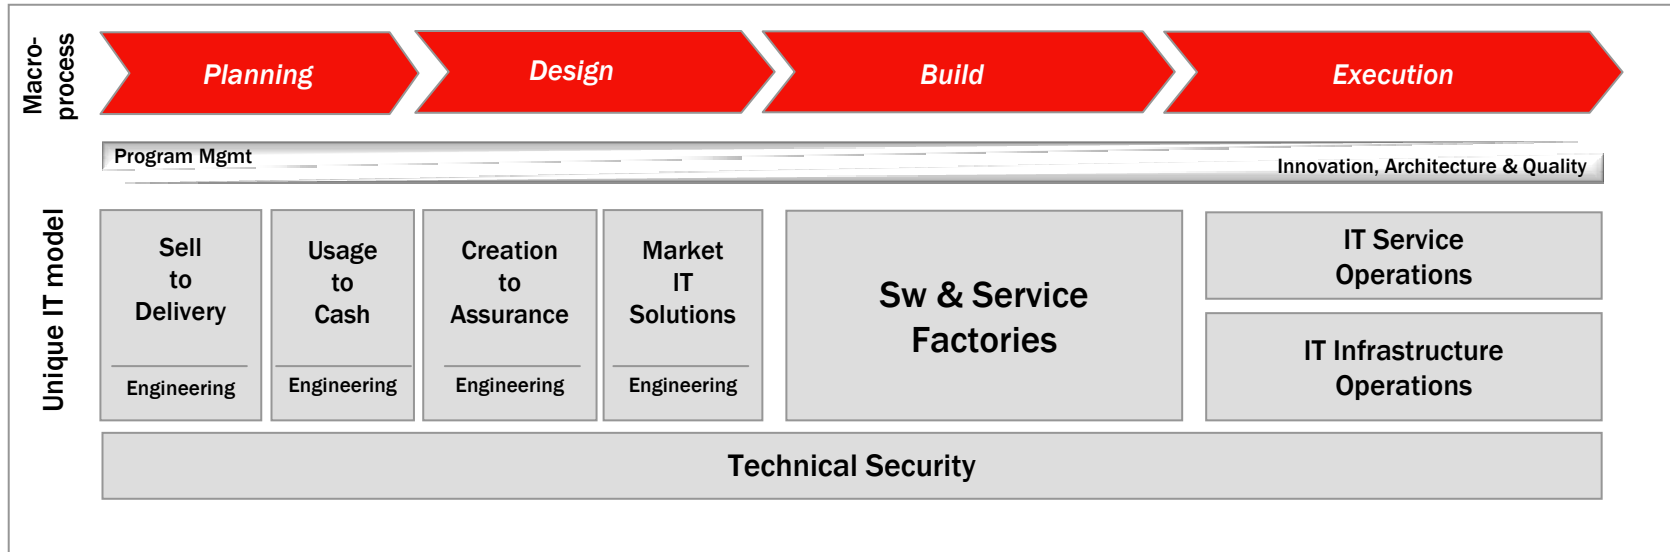 Macro-
process
Planning
Design
Build
Execution
Program Mgmt
Innovation, Architecture & Quality
Unique IT model
Sell
to
Delivery
Engineering
Usage
to
Cash
Engineering
Creation
to
Assurance
Engineering
Market
IT
Solutions
Engineering
Sw & Service
Factories
IT Service
Operations
IT Infrastructure
Operations
Technical Security